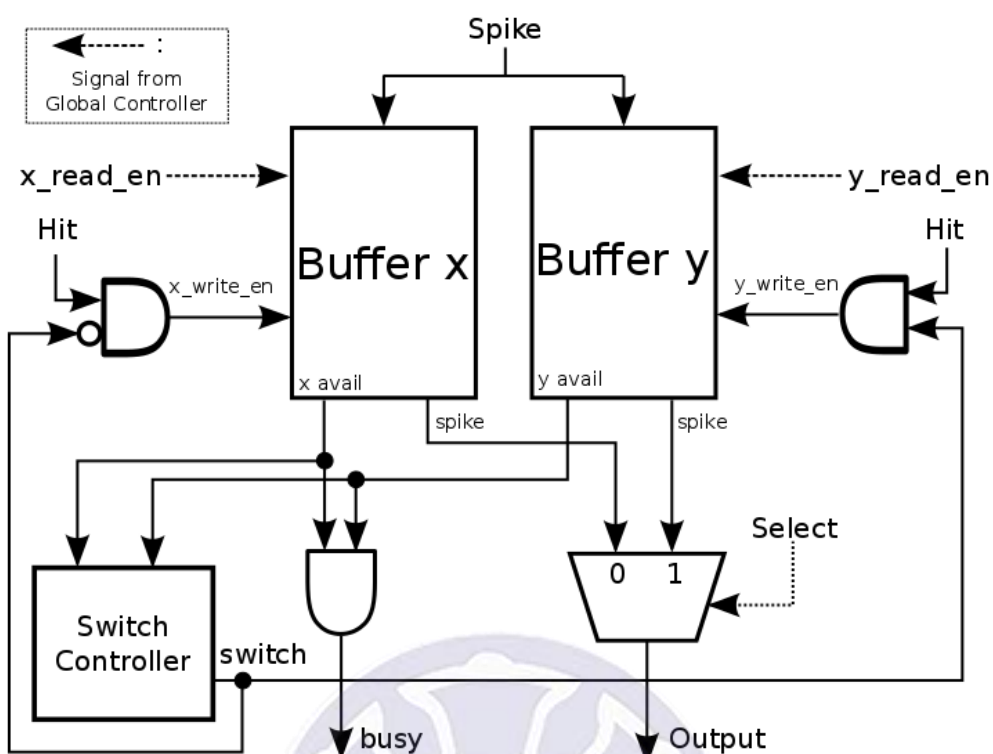 Spike
:
Signal from
Global Controller
x_read_en
y_read_en
Hit
Hit
Buffer x
Buffer y
x_write_en
y_write_en
x avail
y avail
spike
spike
Select
0 1
Switch
Controller
switch
busy
Output